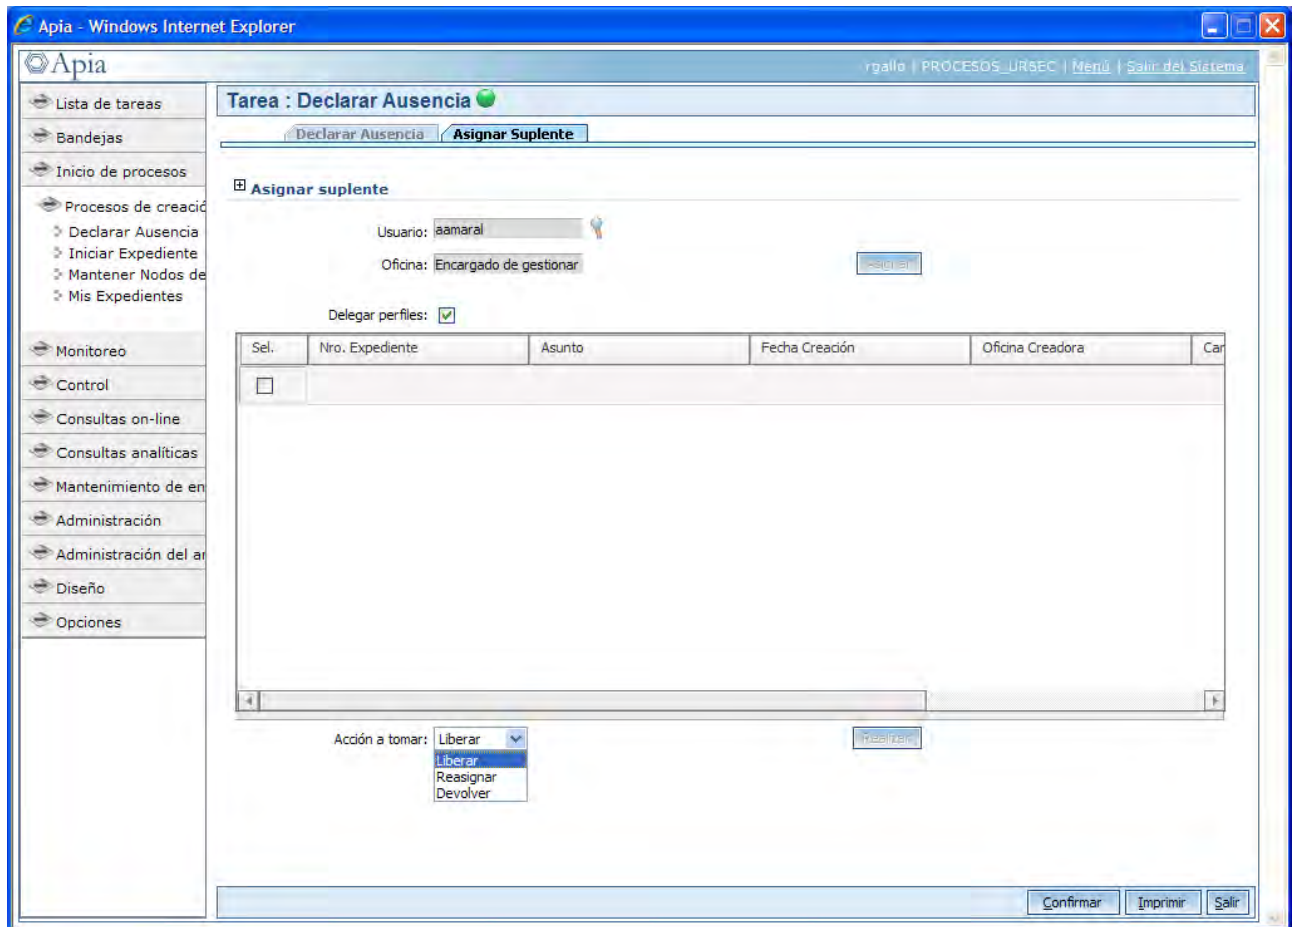 Apia - Windows Internet Explorer
Apia
rgallo | PROCESOS_URSEC | Menú | Salir del Sistema
Lista de tareas
Bandejas
Inicio de procesos
Procesos de creació
Declarar Ausencia
Iniciar Expediente
Mantener Nodos de
Mis Expedientes
Monitoreo
Control
Consultas on-line
Consultas analíticas
Mantenimiento de en
Administración
Administración del ar
Diseño
Opciones
Tarea : Declarar Ausencia
Declarar Ausencia Asignar Suplente
Asignar suplente
Usuario: aamaral
Oficina: Encargado de gestionar Asignar
Delegar perfiles:
Sel. Nro. Expediente Asunto Fecha Creación Oficina Creadora Car
Acción a tomar: Liberar Realizar
Liberar
Reasignar
Devolver
Confirmar Imprimir Salir